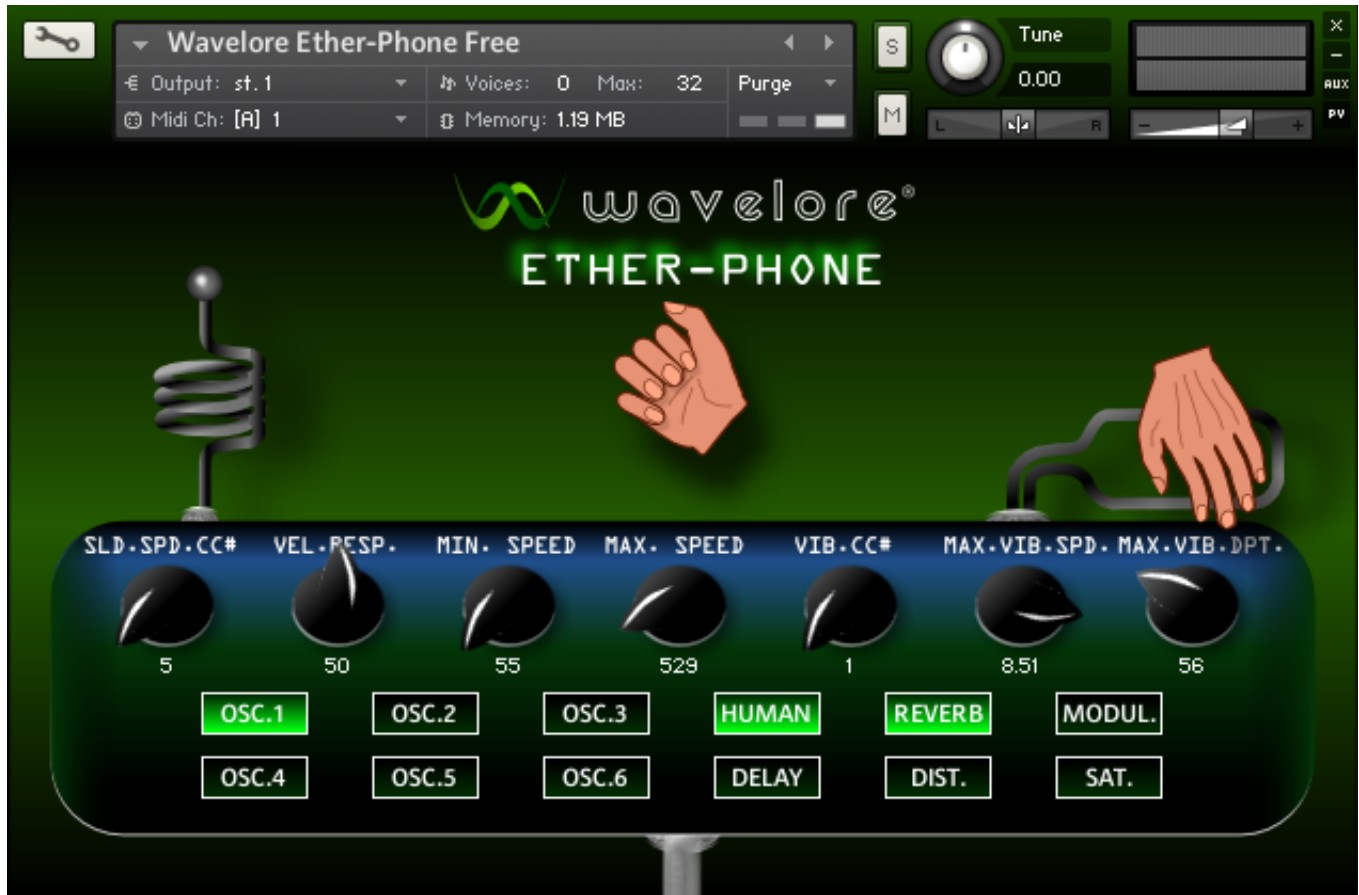 Wavelore Ether-Phone Free
S
Tune
×
–
Output: st. 1
Voices: 0 Max: 32
Purge
0.00
AUX
Midi Ch: [A] 1
Memory: 1.19 MB
M
L
R
–
+
PV
wavelore®
ETHER-PHONE
SLD.SPD.CC#
VEL.RESP.
MIN. SPEED
MAX. SPEED
VIB.CC#
MAX.VIB.SPD.
MAX.VIB.DPT.
5
50
55
529
1
8.51
56
OSC.1
OSC.2
OSC.3
HUMAN
REVERB
MODUL.
OSC.4
OSC.5
OSC.6
DELAY
DIST.
SAT.